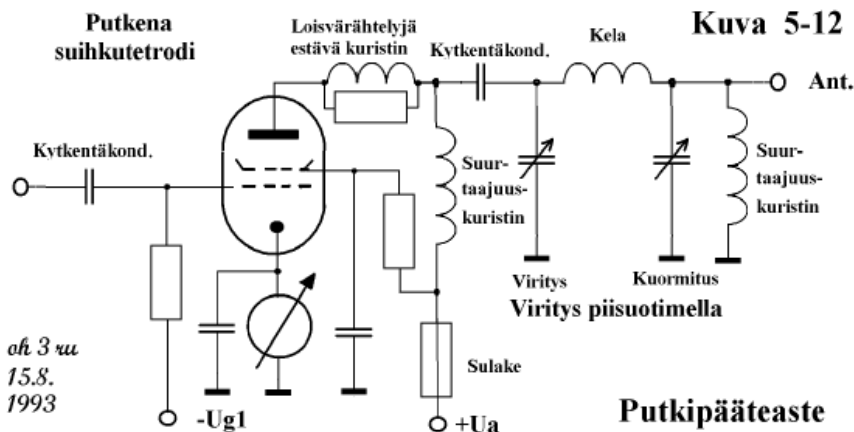 Putkena
suihkutetrodi
Loisvärähtelyjä
estävä kuristin
Kytkentäkond.
Kela
Kuva 5-12
Ant.
Kytkentäkond.
Suur-
taajuus-
kuristin
Suur-
taajuus-
kuristin
Viritys
Kuormitus
Viritys piisuotimella
oh 3 ru
15.8.
1993
Sulake
-Ug1
+Ua
Putkipääteaste